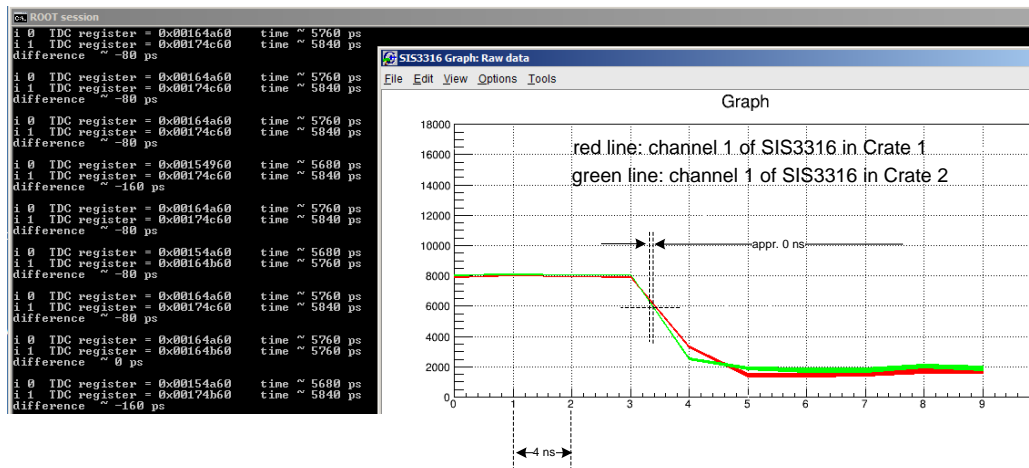 ROOT session
i 0 TDC register = 0x00164a60 time ~ 5760 ps
i 1 TDC register = 0x00174c60 time ~ 5840 ps
difference ~ -80 ps
i 0 TDC register = 0x00164a60 time ~ 5760 ps
i 1 TDC register = 0x00174c60 time ~ 5840 ps
difference ~ -80 ps
i 0 TDC register = 0x00164a60 time ~ 5760 ps
i 1 TDC register = 0x00174c60 time ~ 5840 ps
difference ~ -80 ps
i 0 TDC register = 0x00154960 time ~ 5680 ps
i 1 TDC register = 0x00174c60 time ~ 5840 ps
difference ~ -160 ps
i 0 TDC register = 0x00164a60 time ~ 5760 ps
i 1 TDC register = 0x00174c60 time ~ 5840 ps
difference ~ -80 ps
i 0 TDC register = 0x00154a60 time ~ 5680 ps
i 1 TDC register = 0x00164b60 time ~ 5760 ps
difference ~ -80 ps
i 0 TDC register = 0x00164a60 time ~ 5760 ps
i 1 TDC register = 0x00174c60 time ~ 5840 ps
difference ~ -80 ps
i 0 TDC register = 0x00164a60 time ~ 5760 ps
i 1 TDC register = 0x00164b60 time ~ 5760 ps
difference ~ 0 ps
i 0 TDC register = 0x00154a60 time ~ 5680 ps
i 1 TDC register = 0x00174b60 time ~ 5840 ps
difference ~ -160 ps
SIS3316 Graph: Raw data
File Edit View Options Tools
Graph
18000
16000
14000
12000
10000
8000
6000
4000
2000
0
red line: channel 1 of SIS3316 in Crate 1
green line: channel 1 of SIS3316 in Crate 2
appr. 0 ns
0 1 2 3 4 5 6 7 8 9
4 ns